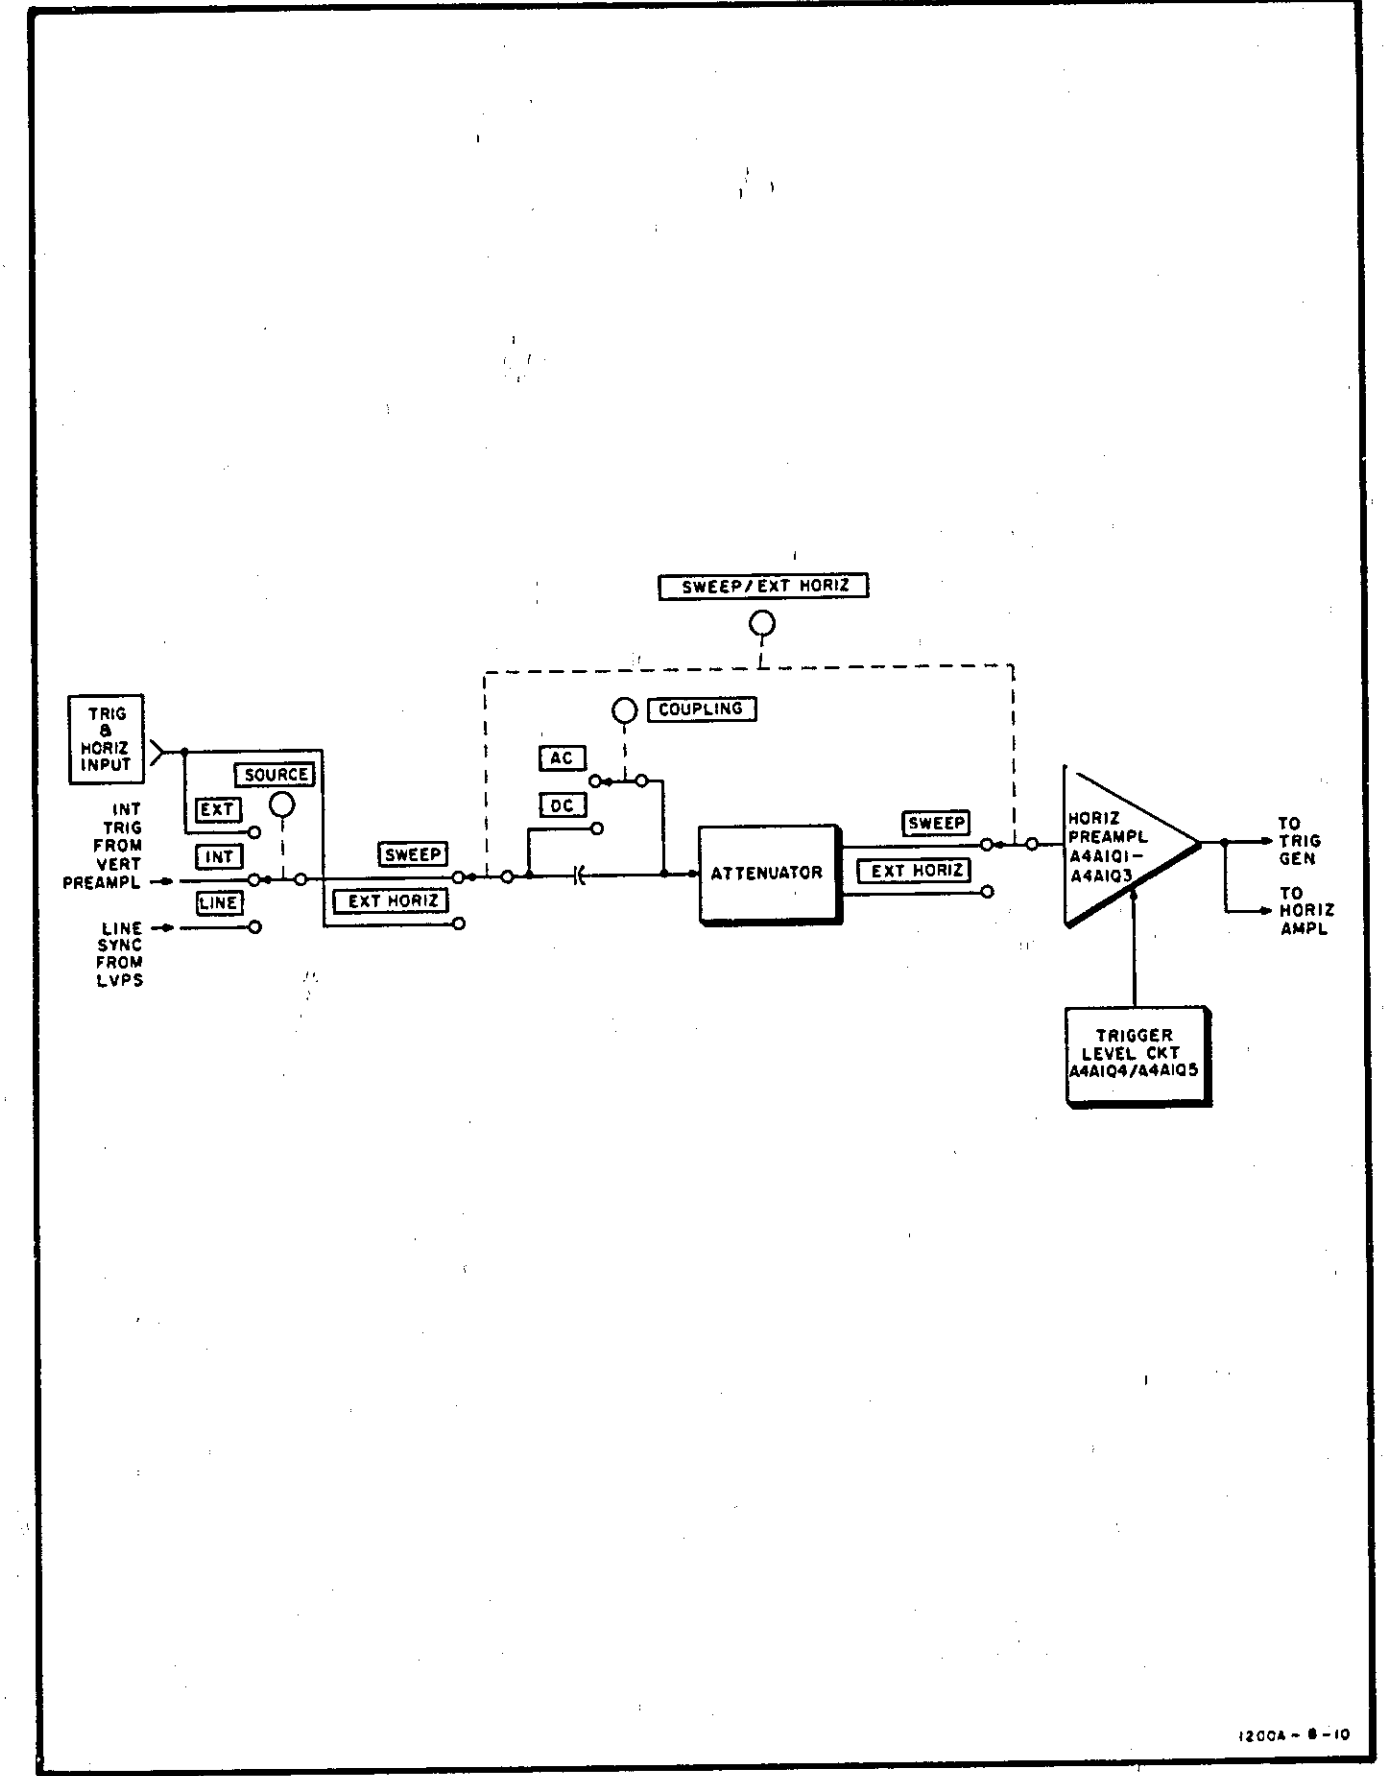 SWEEP/EXT HORIZ
COUPLING
TRIG
&
HORIZ
INPUT
SOURCE
AC
DC
EXT
INT
LINE
INT
TRIG
FROM
VERT
PREAMPL
LINE
SYNC
FROM
LVPS
SWEEP
EXT HORIZ
ATTENUATOR
SWEEP
EXT HORIZ
HORIZ
PREAMPL
A4A1Q1-
A4A1Q3
TO
TRIG
GEN
TO
HORIZ
AMPL
TRIGGER
LEVEL CKT
A4A1Q4/A4A1Q5
1200A-B-10